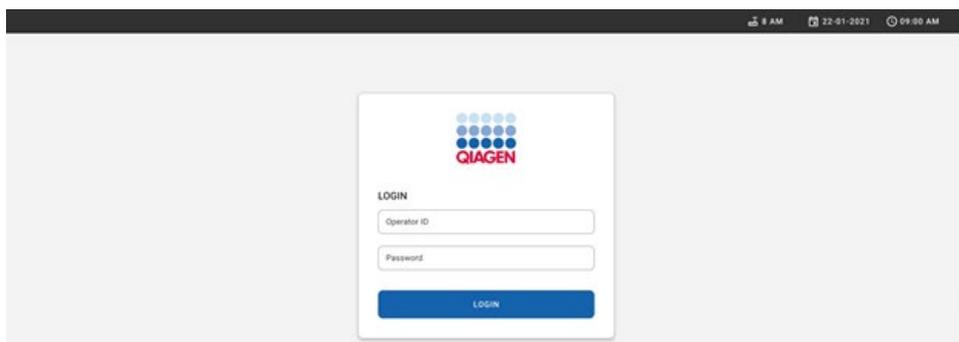 8 AM 22-01-2021 09:00 AM
QIAGEN
LOGIN
Operator ID
Password
LOGIN